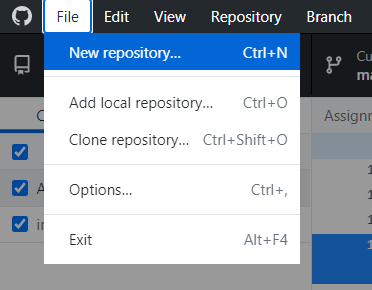 File Edit View Repository Branch
New repository... Ctrl+N
Add local repository... Ctrl+O
Clone repository... Ctrl+Shift+O
Options... Ctrl+,
Exit Alt+F4
Cu
ma
Assignm
C
A
in
1
1
1
1